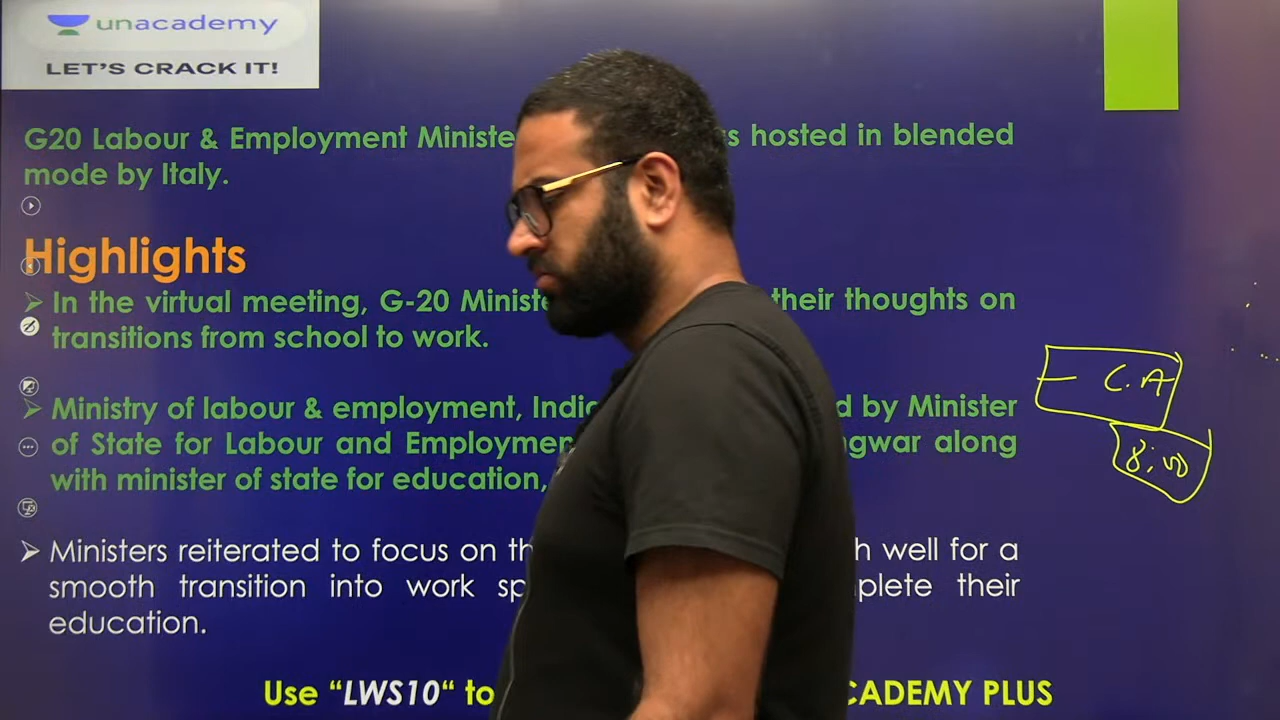 unacademy
LET'S CRACK IT!
G20 Labour & Employment Ministe s hosted in blended
mode by Italy.
Highlights
➢ In the virtual meeting, G-20 Ministe their thoughts on
transitions from school to work.
➢ Ministry of labour & employment, India d by Minister
of State for Labour and Employmen ngwar along
with minister of state for education,
➢ Ministers reiterated to focus on th h well for a
smooth transition into work sp plete their
education.
Use “LWS10“ to CADEMY PLUS
— C.A